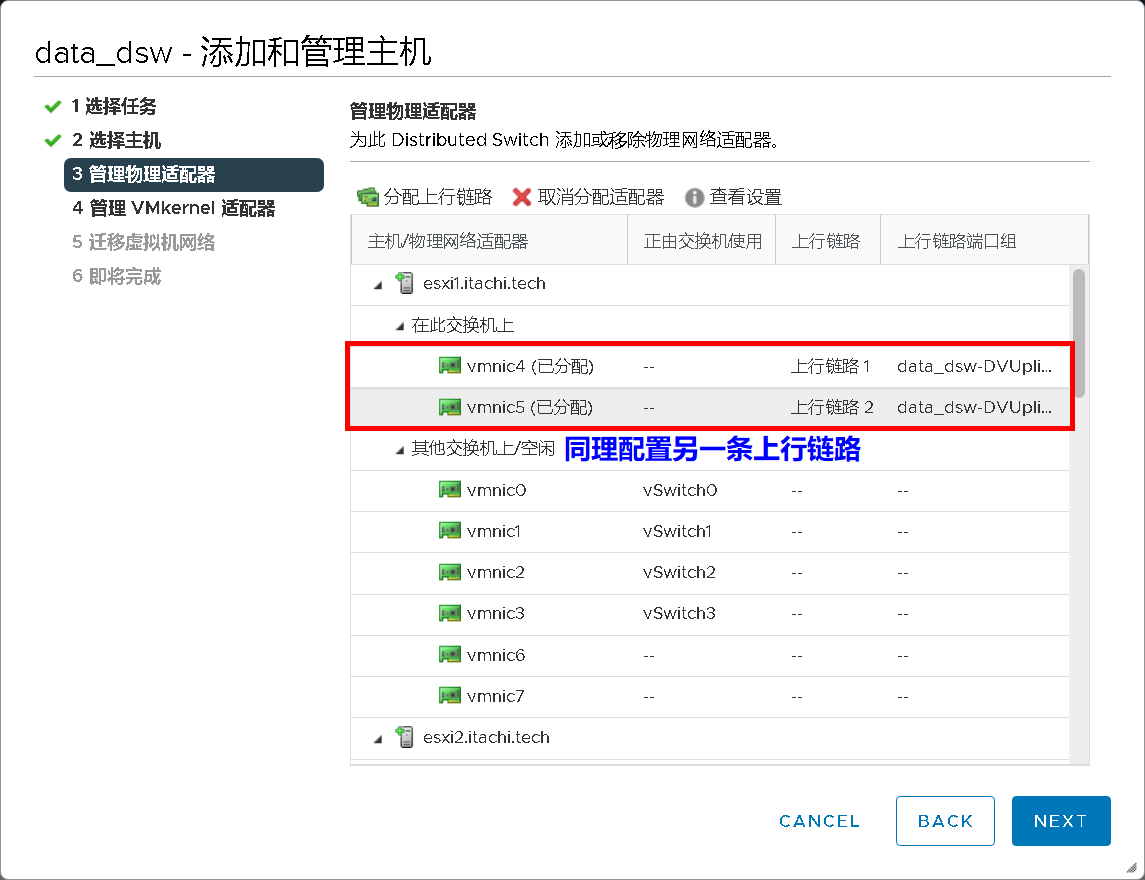 data_dsw - 添加和管理主机
1 选择任务
2 选择主机
3 管理物理适配器
4 管理 VMkernel 适配器
5 迁移虚拟机网络
6 即将完成
管理物理适配器
为此 Distributed Switch 添加或移除物理网络适配器。
分配上行链路 取消分配适配器 查看设置
主机/物理网络适配器 正由交换机使用 上行链路 上行链路端口组
esxi1.itachi.tech
在此交换机上
vmnic4 (已分配) -- 上行链路 1 data_dsw-DVUpli...
vmnic5 (已分配) -- 上行链路 2 data_dsw-DVUpli...
其他交换机上/空闲 同理配置另一条上行链路
vmnic0 vSwitch0 -- --
vmnic1 vSwitch1 -- --
vmnic2 vSwitch2 -- --
vmnic3 vSwitch3 -- --
vmnic6 -- -- --
vmnic7 -- -- --
esxi2.itachi.tech
CANCEL BACK NEXT